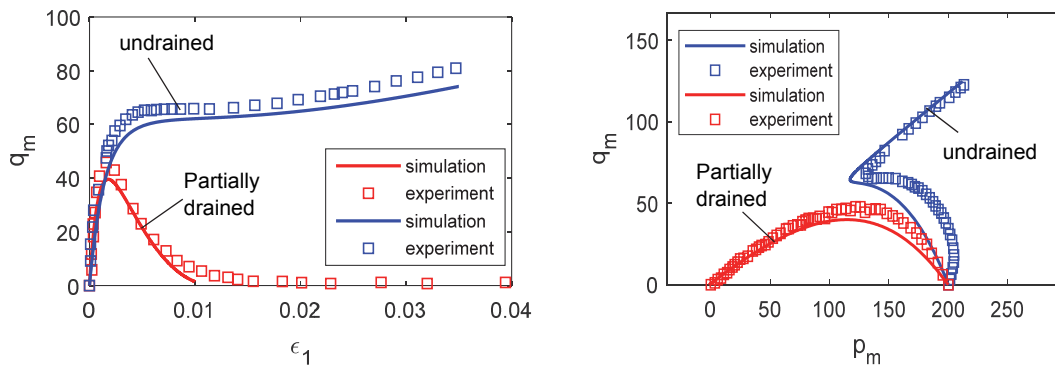 100
80
60
40
20
0
q_m
undrained
Partially
drained
simulation
experiment
simulation
experiment
0
0.01
0.02
0.03
0.04
ϵ_1
150
100
50
0
q_m
simulation
experiment
simulation
experiment
undrained
Partially
drained
0
50
100
150
200
250
p_m